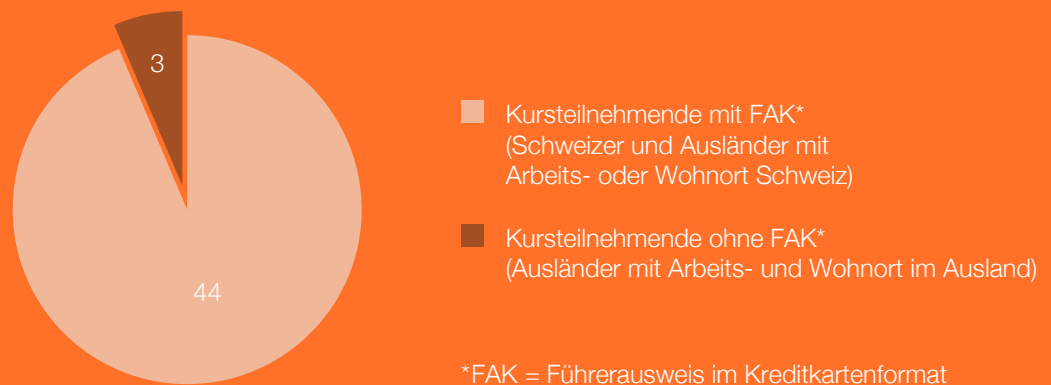 3
44
Kursteilnehmende mit FAK*
(Schweizer und Ausländer mit
Arbeits- oder Wohnort Schweiz)
Kursteilnehmende ohne FAK*
(Ausländer mit Arbeits- und Wohnort im Ausland)
*FAK = Führerausweis im Kreditkartenformat